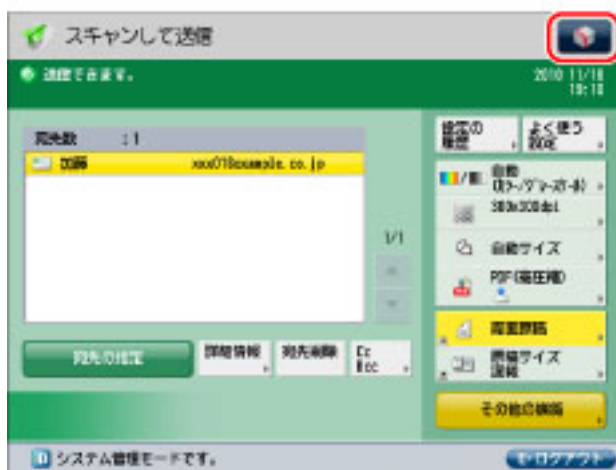 スキャンして送信
送信できます。
2010 11/18
宛先数 :1
加藤 xxx01@example.co.jp
設定の履歴
よく使う設定
自動(カラー/グレースケール)
300x300dpi
1/1
自動サイズ
PDF(高圧縮)
両面原稿
宛先の指定
詳細情報
宛先削除
Cc Bcc
原稿サイズ混載
その他の機能
システム管理モードです。
ログアウト